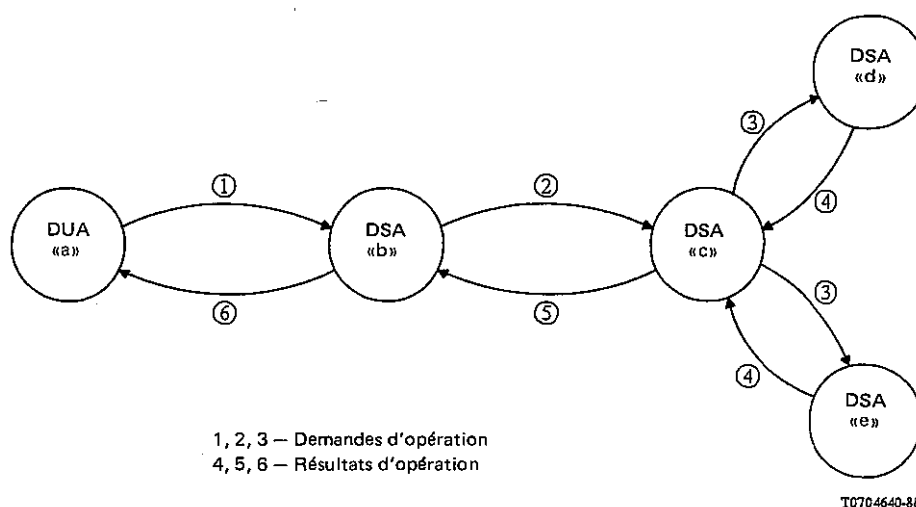 DSA
«d»
③
④
①
②
DUA
«a»
DSA
«b»
DSA
«c»
⑥
⑤
③
④
DSA
«e»
1, 2, 3 — Demandes d'opération
4, 5, 6 — Résultats d'opération